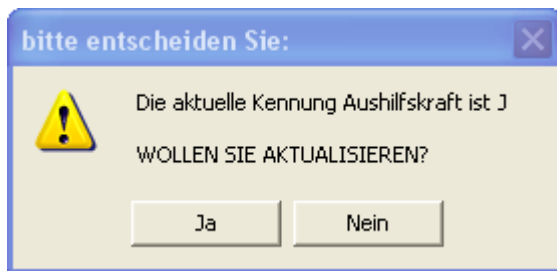 bitte entscheiden Sie:
Die aktuelle Kennung Aushilfskraft ist J
WOLLEN SIE AKTUALISIEREN?
Ja
Nein